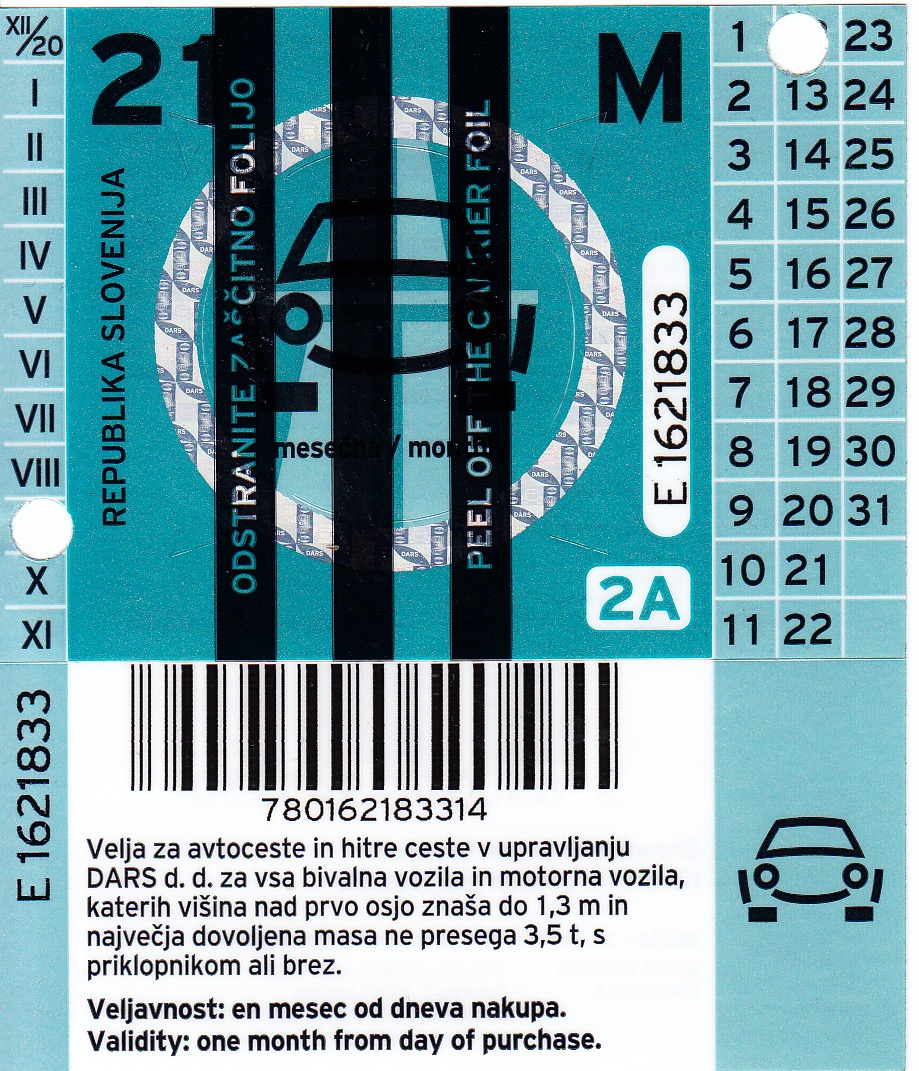 XII/20
I
II
III
IV
V
VI
VII
VIII
X
XI
21
M
REPUBLIKA SLOVENIJA
ODSTRANITE ZAŠČITNO FOLIJO
PEEL OFF THE CARRIER FOIL
mesečna / monthly
DARS
E 1621833
2A
1 23
2 13 24
3 14 25
4 15 26
5 16 27
6 17 28
7 18 29
8 19 30
9 20 31
10 21
11 22
E 1621833
780162183314
Velja za avtoceste in hitre ceste v upravljanju
DARS d. d. za vsa bivalna vozila in motorna vozila,
katerih višina nad prvo osjo znaša do 1,3 m in
največja dovoljena masa ne presega 3,5 t, s
priklopnikom ali brez.
Veljavnost: en mesec od dneva nakupa.
Validity: one month from day of purchase.